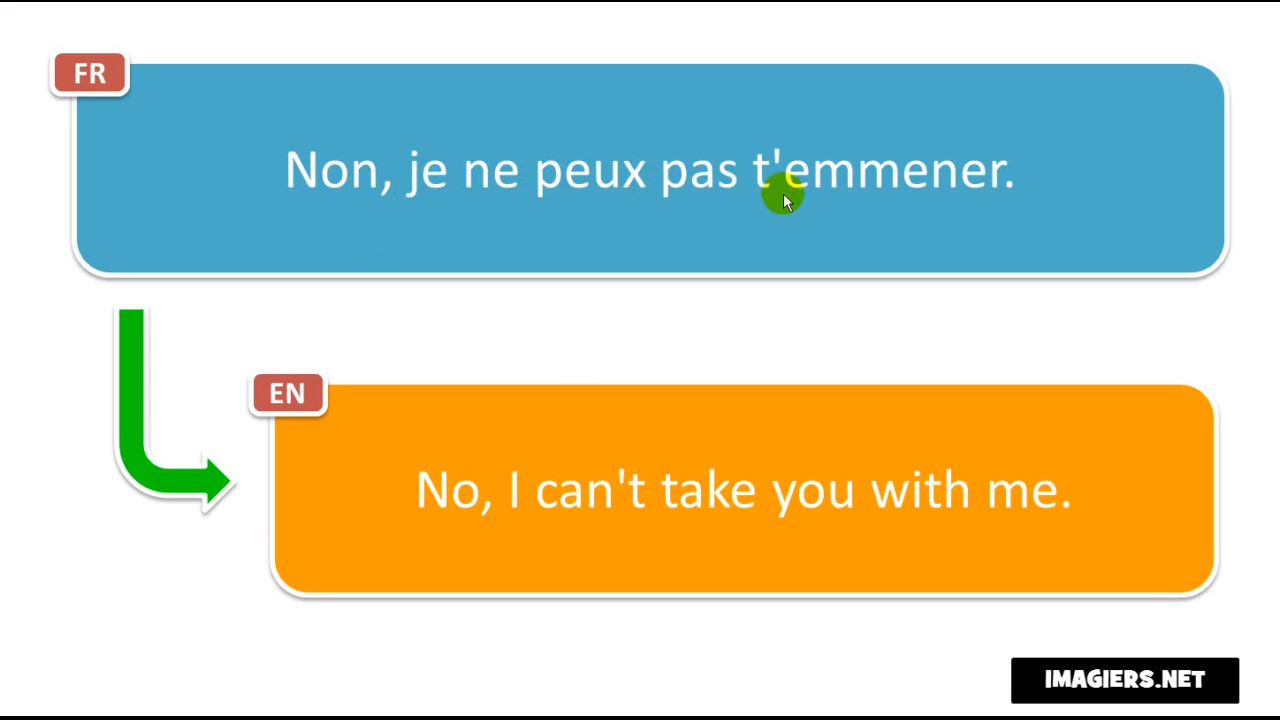 FR
Non, je ne peux pas t'emmener.
EN
No, I can't take you with me.
IMAGIERS.NET